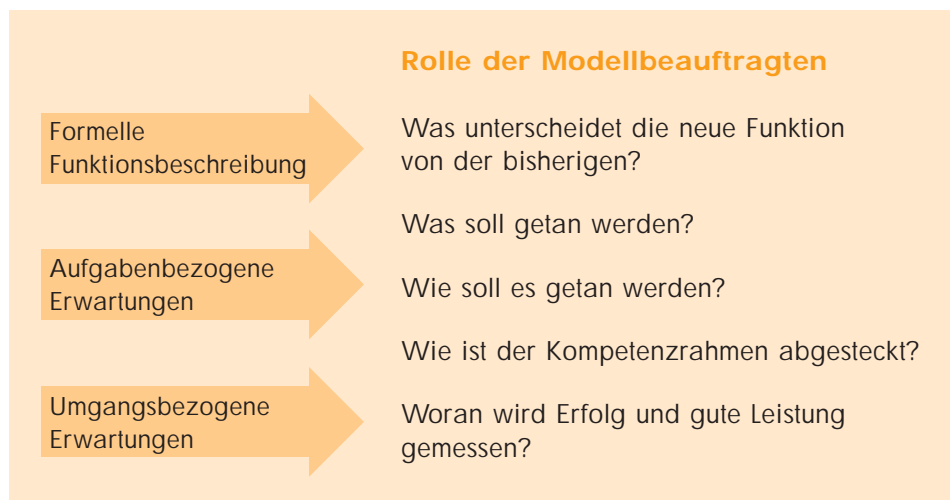 Rolle der Modellbeauftragten
Formelle
Funktionsbeschreibung
Was unterscheidet die neue Funktion
von der bisherigen?
Was soll getan werden?
Aufgabenbezogene
Erwartungen
Wie soll es getan werden?
Wie ist der Kompetenzrahmen abgesteckt?
Umgangsbezogene
Erwartungen
Woran wird Erfolg und gute Leistung
gemessen?